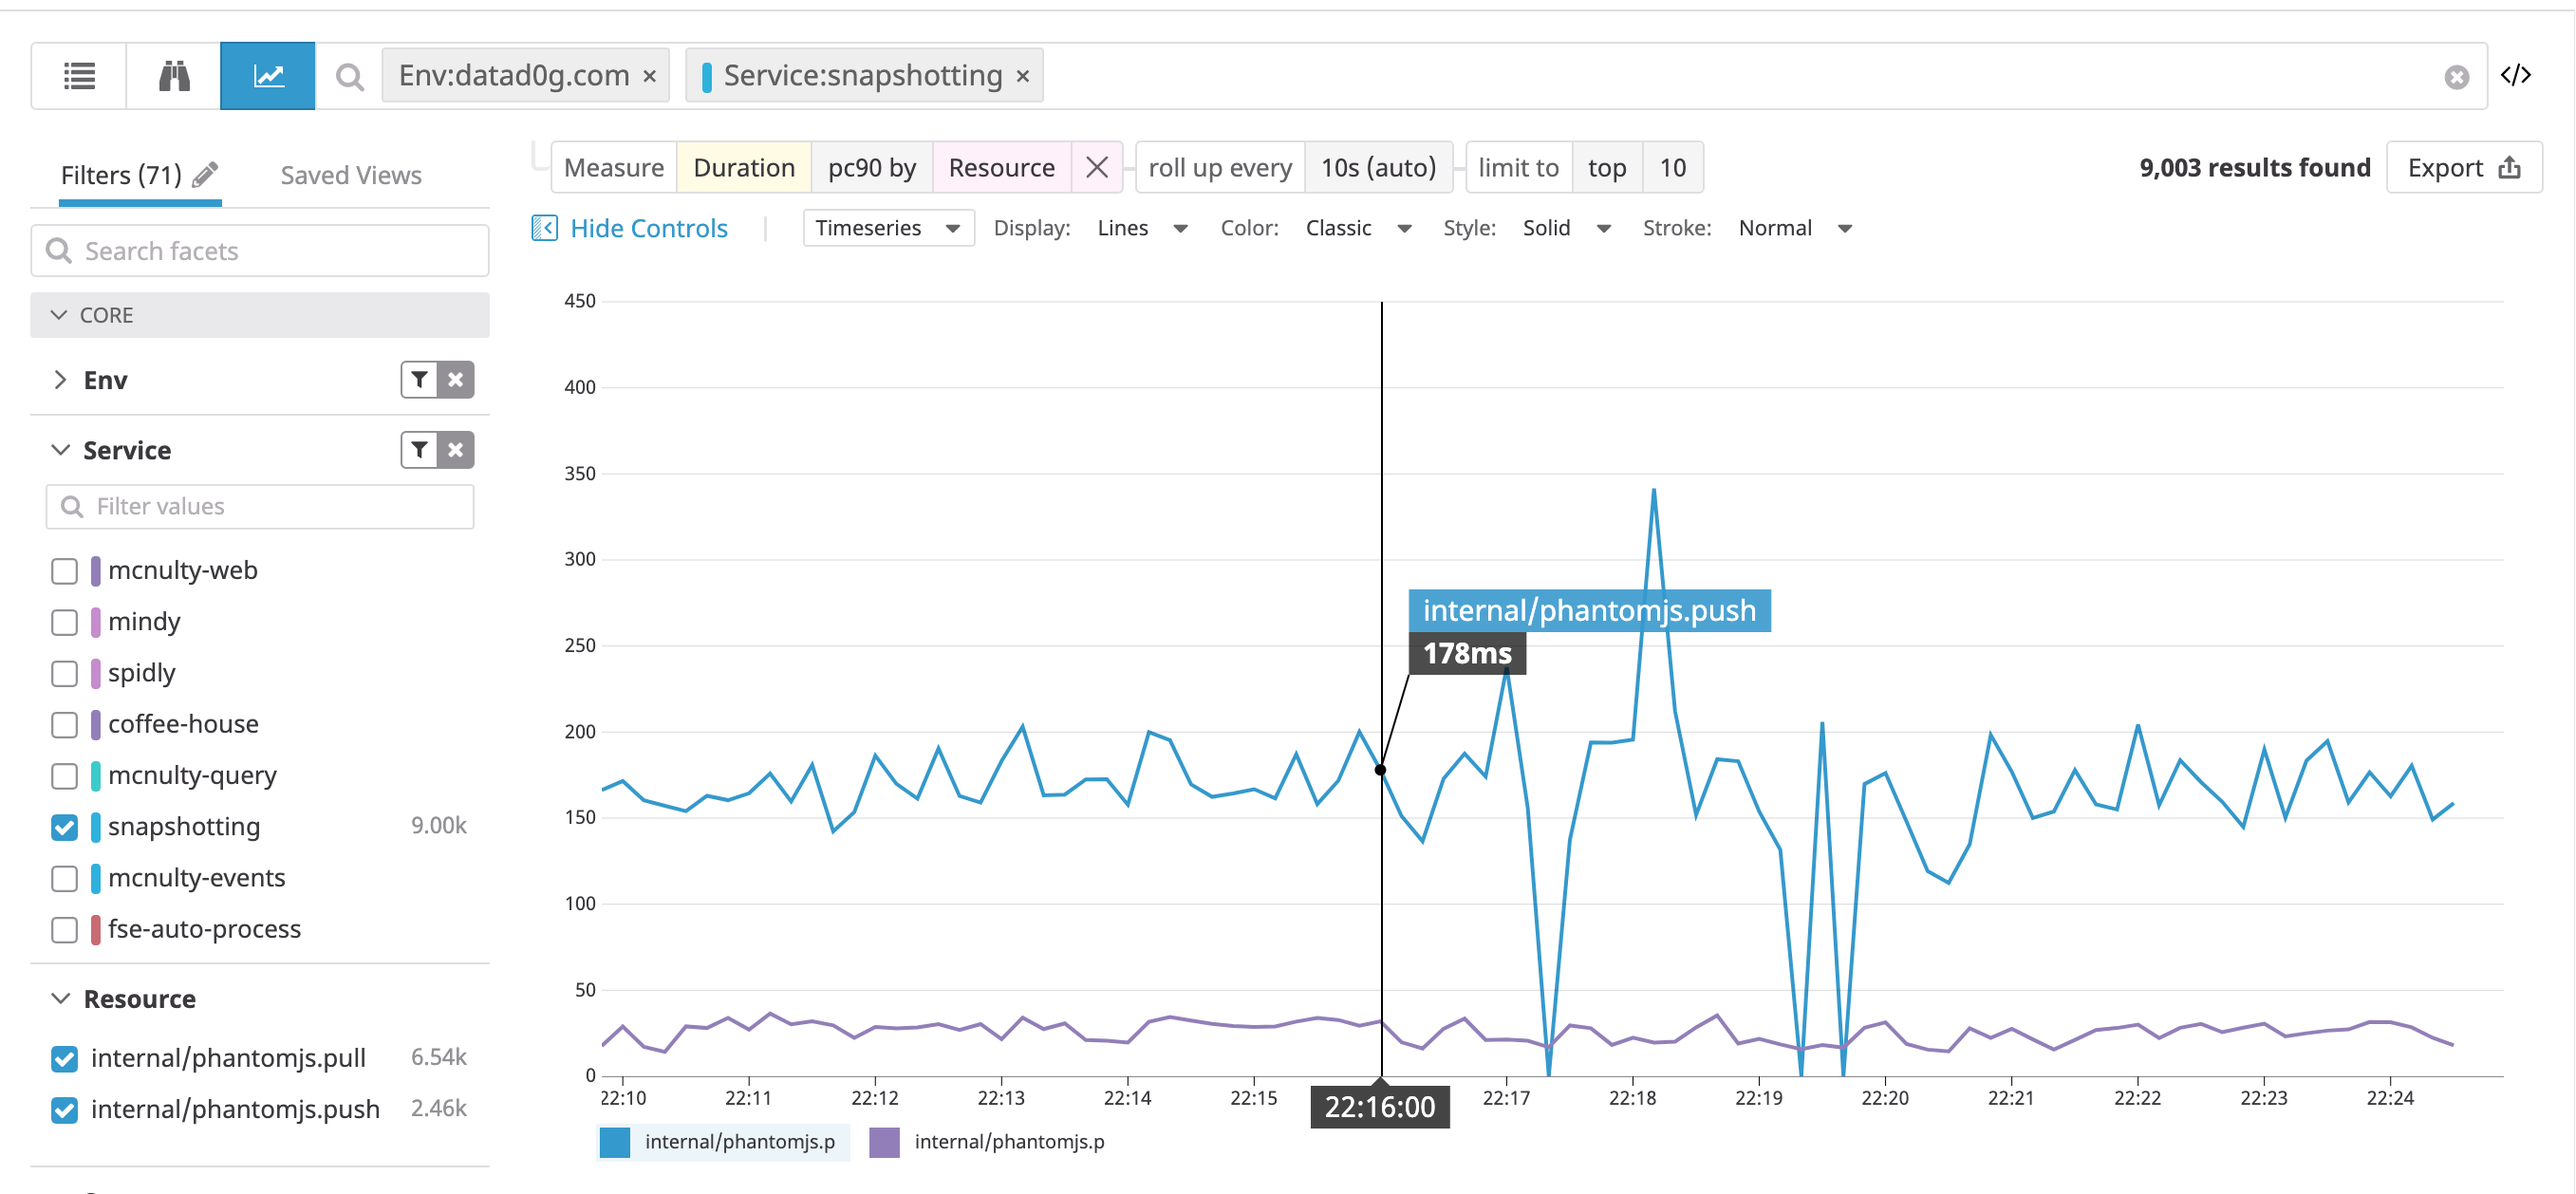 Env:datad0g.com × Service:snapshotting ×
Filters (71) Saved Views
Measure Duration pc90 by Resource roll up every 10s (auto) limit to top 10
9,003 results found Export
Hide Controls Timeseries Display: Lines Color: Classic Style: Solid Stroke: Normal
Search facets
CORE
Env
Service
Filter values
mcnulty-web
mindy
spidly
coffee-house
mcnulty-query
snapshotting 9.00k
mcnulty-events
fse-auto-process
Resource
internal/phantomjs.pull 6.54k
internal/phantomjs.push 2.46k
450
400
350
300
250
200
150
100
50
0
internal/phantomjs.push
178ms
22:10 22:11 22:12 22:13 22:14 22:15 22:16:00 22:17 22:18 22:19 22:20 22:21 22:22 22:23 22:24
internal/phantomjs.p internal/phantomjs.p